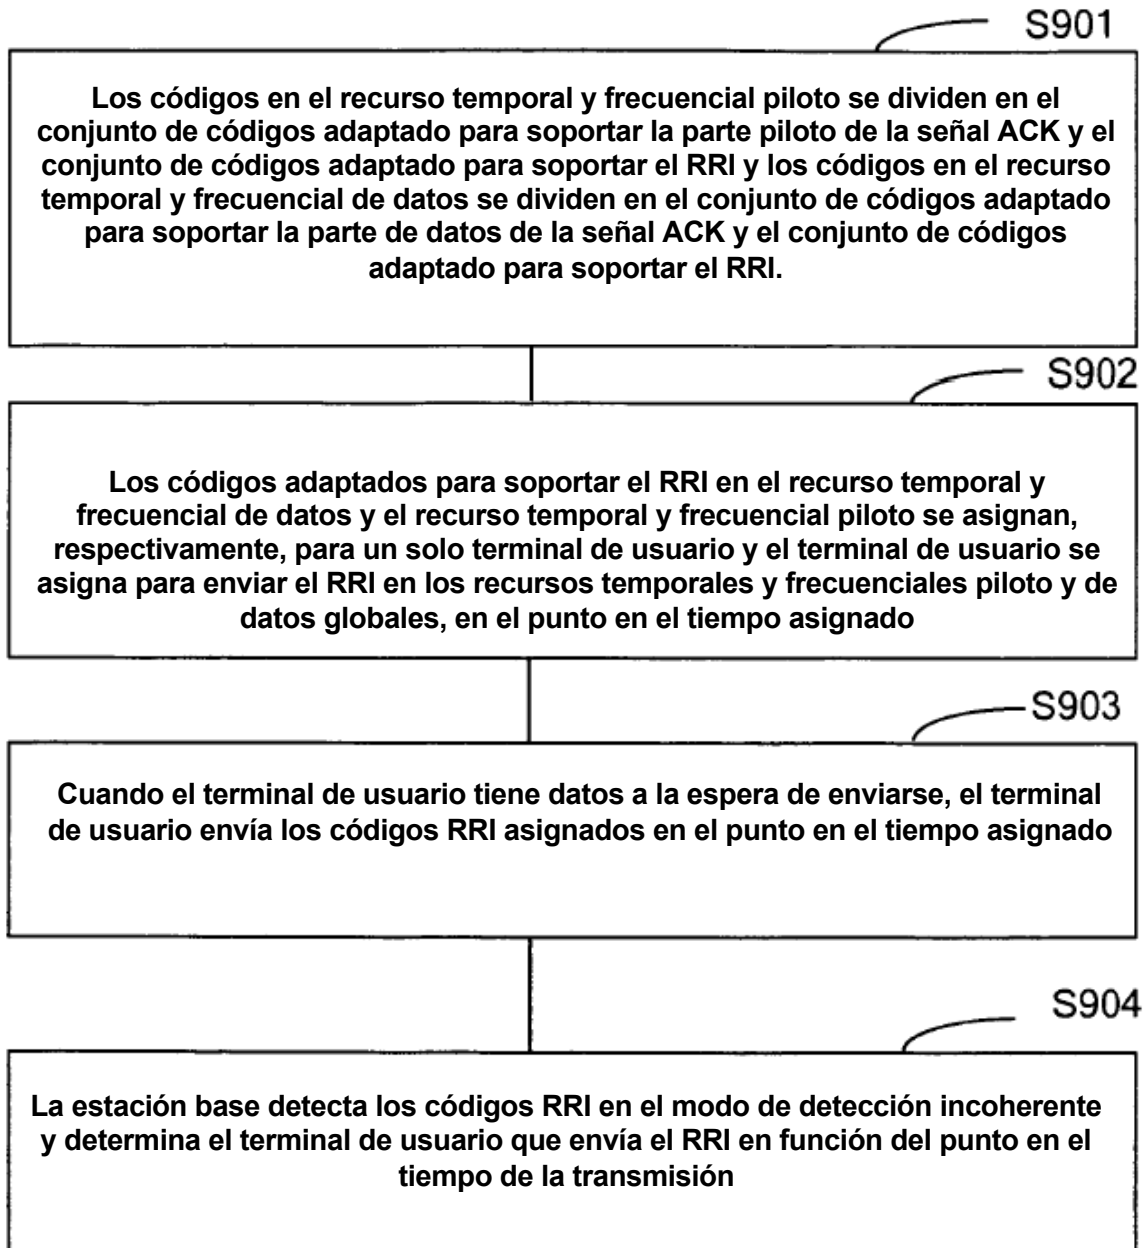 S901
Los códigos en el recurso temporal y frecuencial piloto se dividen en el
conjunto de códigos adaptado para soportar la parte piloto de la señal ACK y el
conjunto de códigos adaptado para soportar el RRI y los códigos en el recurso
temporal y frecuencial de datos se dividen en el conjunto de códigos adaptado
para soportar la parte de datos de la señal ACK y el conjunto de códigos
adaptado para soportar el RRI.
S902
Los códigos adaptados para soportar el RRI en el recurso temporal y
frecuencial de datos y el recurso temporal y frecuencial piloto se asignan,
respectivamente, para un solo terminal de usuario y el terminal de usuario se
asigna para enviar el RRI en los recursos temporales y frecuenciales piloto y de
datos globales, en el punto en el tiempo asignado
S903
Cuando el terminal de usuario tiene datos a la espera de enviarse, el terminal
de usuario envía los códigos RRI asignados en el punto en el tiempo asignado
S904
La estación base detecta los códigos RRI en el modo de detección incoherente
y determina el terminal de usuario que envía el RRI en función del punto en el
tiempo de la transmisión